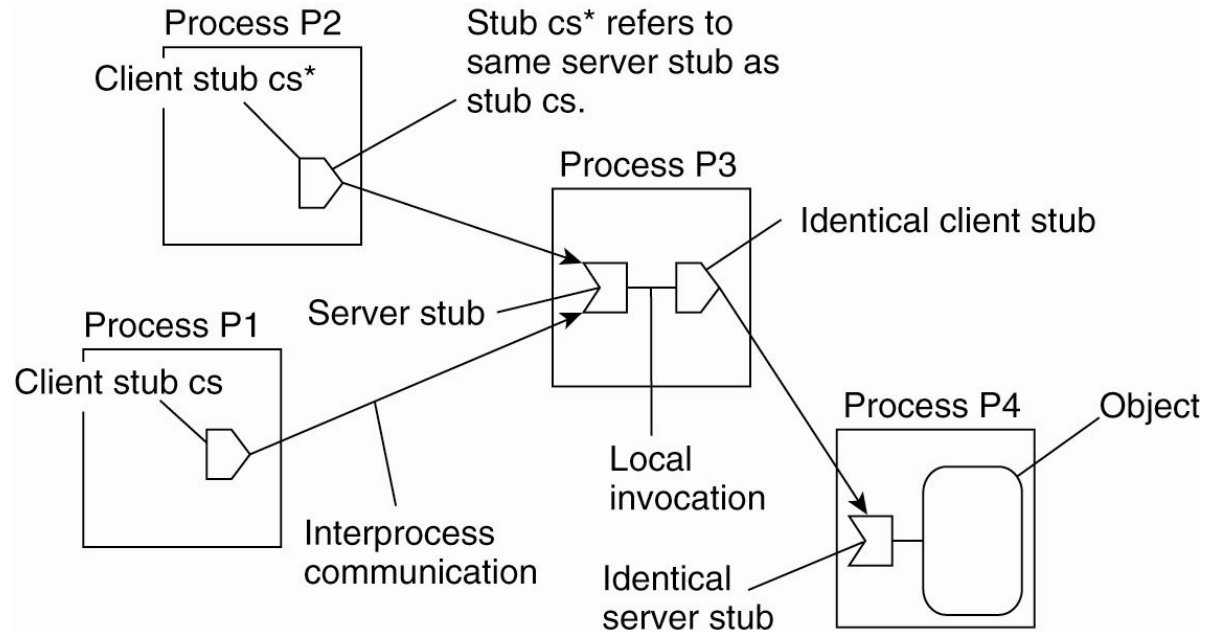 Process P2
Client stub cs*
Stub cs* refers to
same server stub as
stub cs.
Process P3
Identical client stub
Server stub
Process P1
Client stub cs
Interprocess
communication
Local
invocation
Process P4
Object
Identical
server stub